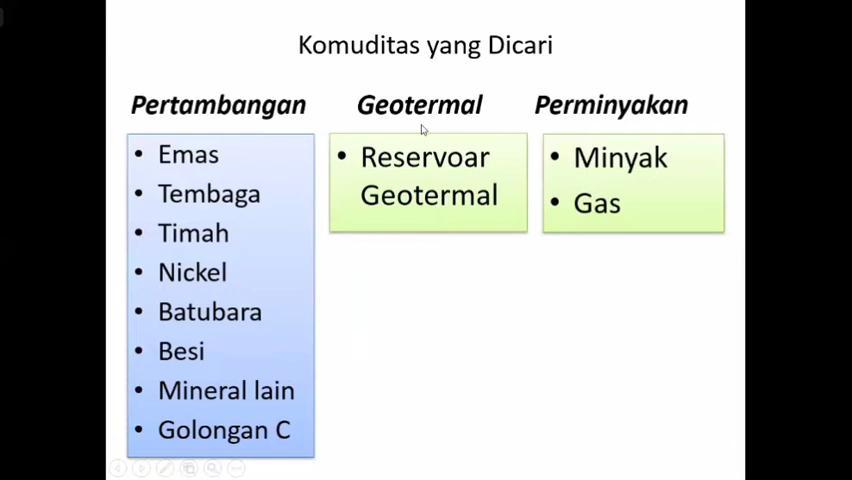 Komuditas yang Dicari
Pertambangan
Emas
Tembaga
Timah
Nickel
Batubara
Besi
Mineral lain
Golongan C
Geotermal
Reservoar
Geotermal
Perminyakan
Minyak
Gas